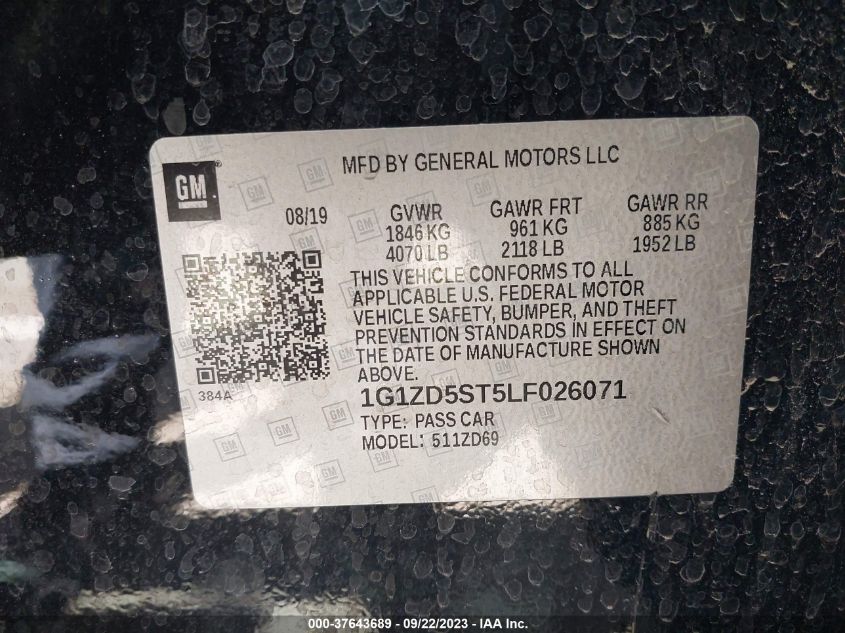 GM
MFD BY GENERAL MOTORS LLC
08/19
GVWR
1846 KG
4070 LB
GAWR FRT
961 KG
2118 LB
GAWR RR
885 KG
1952 LB
THIS VEHICLE CONFORMS TO ALL
APPLICABLE U.S. FEDERAL MOTOR
VEHICLE SAFETY, BUMPER, AND THEFT
PREVENTION STANDARDS IN EFFECT ON
THE DATE OF MANUFACTURE SHOWN
ABOVE.
384A
1G1ZD5ST5LF026071
TYPE: PASS CAR
MODEL: 511ZD69
000-37643689 - 09/22/2023 - IAA Inc.